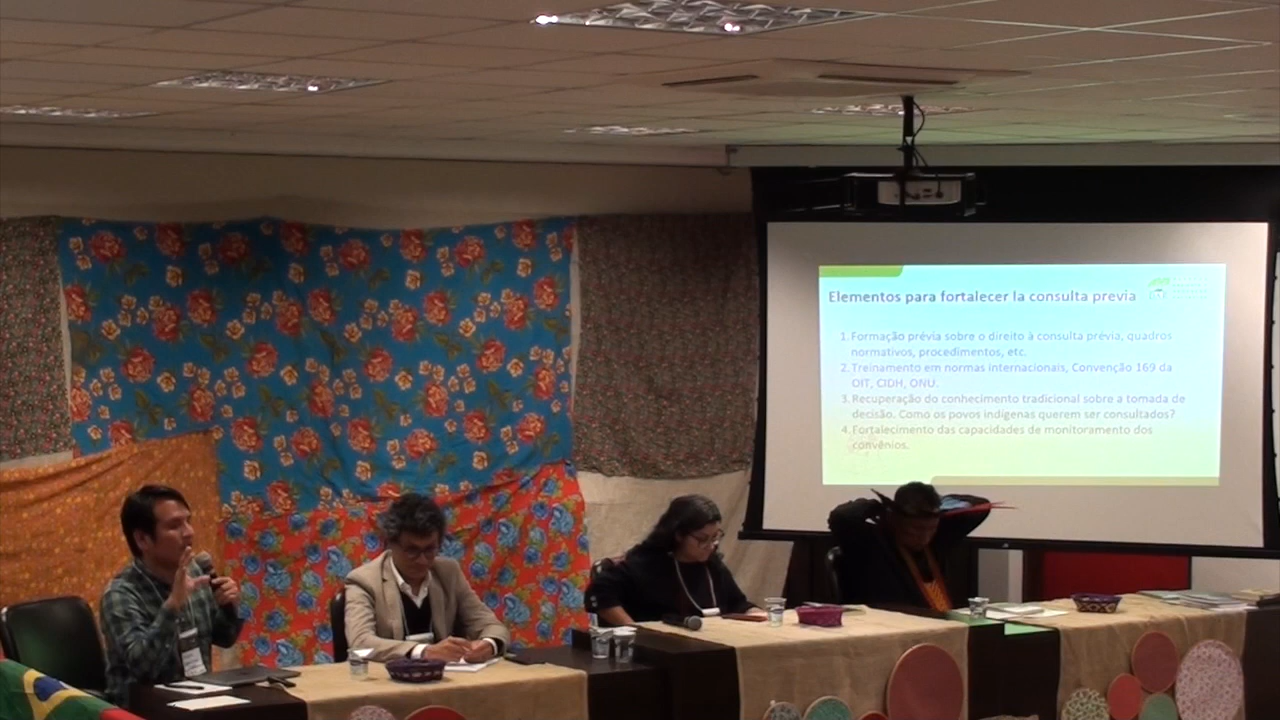 Elementos para fortalecer la consulta previa
1. Formação prévia sobre o direito à consulta prévia, quadros
normativos, procedimentos, etc.
2. Treinamento em normas internacionais, Convenção 169 da
OIT, CIDH, ONU.
3. Recuperação do conhecimento tradicional sobre a tomada de
decisão. Como os povos indígenas querem ser consultados?
4. Fortalecimento das capacidades de monitoramento dos
convênios.